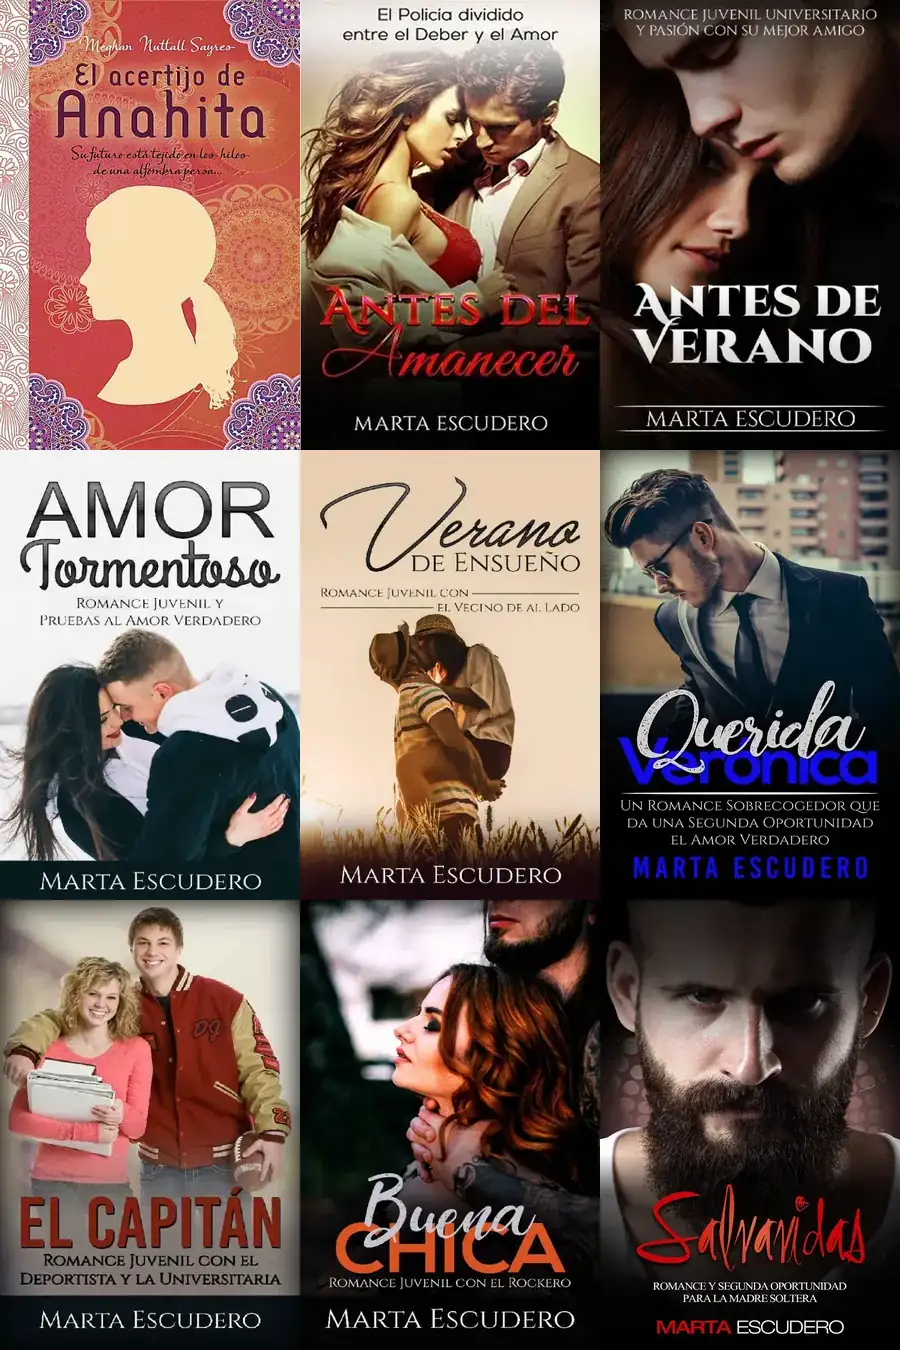 Meghan Nuttall Sayres
El acertijo de
Anahita
Su futuro está tejido en los hilos
de una alfombra persa...
El Policía dividido
entre el Deber y el Amor
ANTES DEL
Amanecer
MARTA ESCUDERO
ROMANCE JUVENIL UNIVERSITARIO
Y PASIÓN CON SU MEJOR AMIGO
ANTES DE
VERANO
MARTA ESCUDERO
AMOR
Tormentoso
ROMANCE JUVENIL Y
PRUEBAS AL AMOR VERDADERO
MARTA ESCUDERO
Verano
DE ENSUEÑO
ROMANCE JUVENIL CON
EL VECINO DE AL LADO
MARTA ESCUDERO
Querida
Verónica
UN ROMANCE SOBRECOGEDOR QUE
DA UNA SEGUNDA OPORTUNIDAD
EL AMOR VERDADERO
MARTA ESCUDERO
DJ
22
EL CAPITÁN
ROMANCE JUVENIL CON EL
DEPORTISTA Y LA UNIVERSITARIA
MARTA ESCUDERO
Buena
CHICA
ROMANCE JUVENIL CON EL ROCKERO
MARTA ESCUDERO
Salvavidas
ROMANCE Y SEGUNDA OPORTUNIDAD
PARA LA MADRE SOLTERA
MARTA ESCUDERO